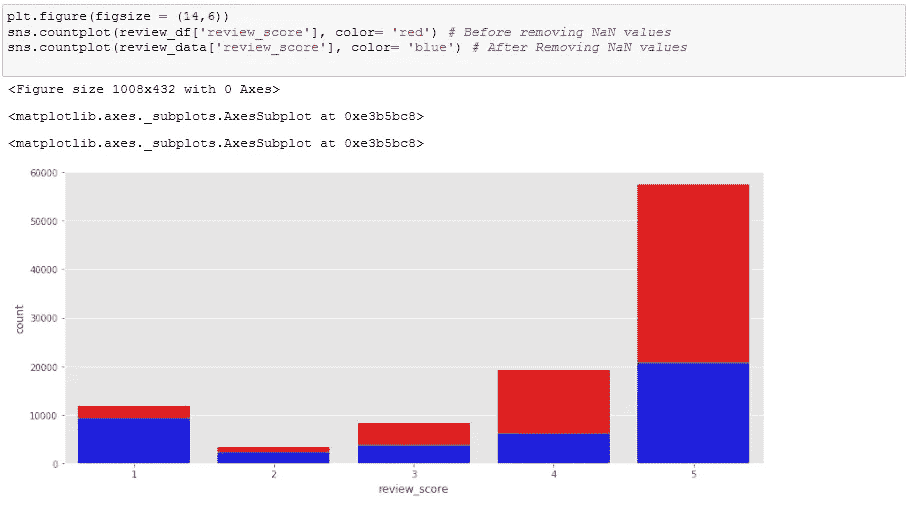 plt.figure(figsize = (14,6))
sns.countplot(review_df['review_score'], color= 'red') # Before removing NaN values
sns.countplot(review_data['review_score'], color= 'blue') # After Removing NaN values
<Figure size 1008x432 with 0 Axes>
<matplotlib.axes._subplots.AxesSubplot at 0xe3b5bc8>
<matplotlib.axes._subplots.AxesSubplot at 0xe3b5bc8>
60000
50000
40000
30000
20000
10000
0
count
1 2 3 4 5
review_score